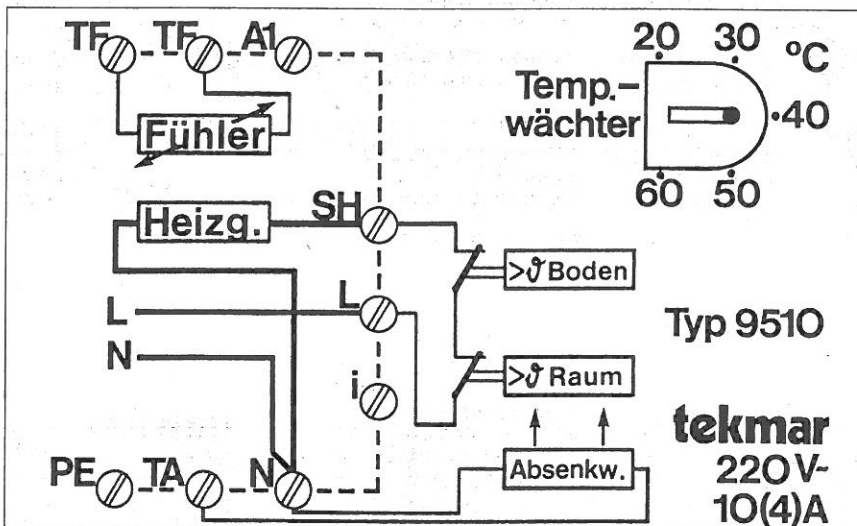 TF TF A1
20 30 °C
Temp.-
wächter
40
60 50
Fühler
Heizg. SH
>ϑ Boden
L L
Typ 9510
N
>ϑ Raum
i
tekmar
PE TA N
Absenkw.
220V~
10(4)A